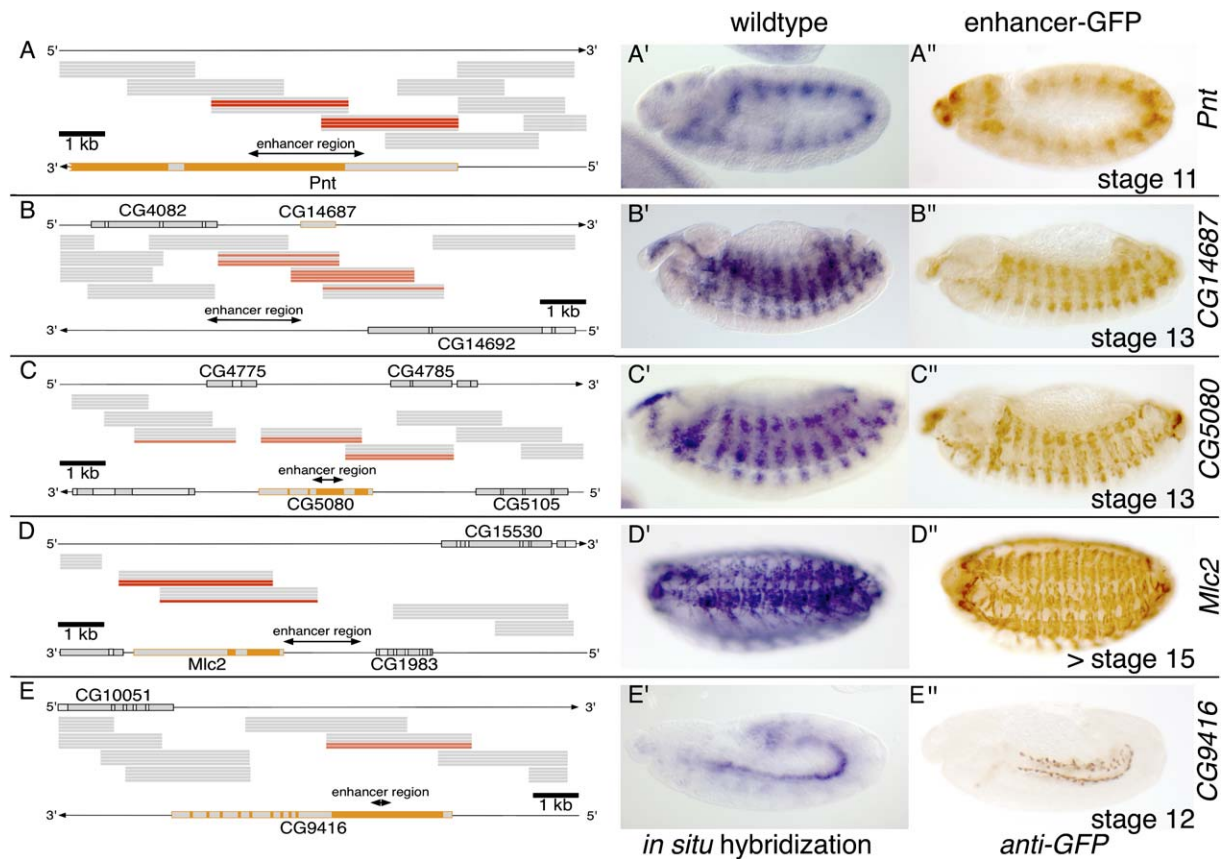 wildtype enhancer-GFP
A 5' 3' A' A"
1 kb
enhancer region
3' 5'
Pnt
Pnt
stage 11
B CG4082 CG14687 B' B"
5' 3'
1 kb
enhancer region
3' 5'
CG14692
CG14687
stage 13
C CG4775 CG4785 C' C"
5' 3'
1 kb
enhancer region
3' 5'
CG5080 CG5105
CG5080
stage 13
D CG15530 D' D"
5' 3'
1 kb
enhancer region
3' 5'
Mlc2 CG1983
Mlc2
> stage 15
E CG10051 E' E"
5' 3'
1 kb
enhancer region
3' 5'
CG9416
CG9416
stage 12
in situ hybridization anti-GFP